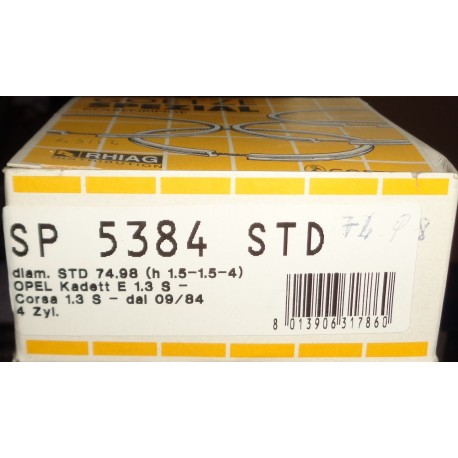 SPEZIAL
RHIAG
SP 5384 STD 74.98
diam. STD 74.98 (h 1.5-1.5-4)
OPEL Kadett E 1.3 S -
Corsa 1.3 S - dal 09/84
4 Zyl.
8 013906 317860